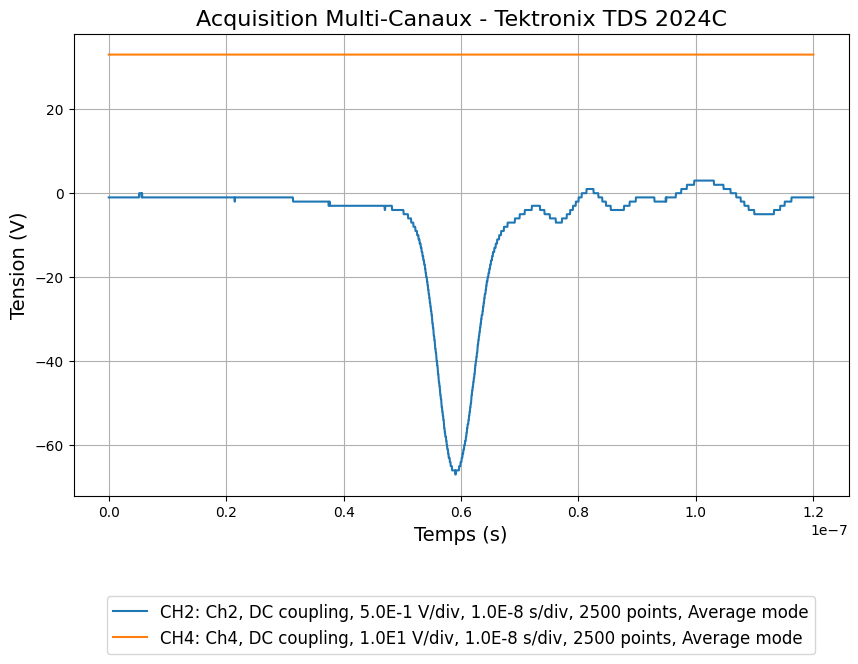 Acquisition Multi-Canaux - Tektronix TDS 2024C
Tension (V)
20
0
−20
−40
−60
0.0 0.2 0.4 0.6 0.8 1.0 1.2
1e−7
Temps (s)
CH2: Ch2, DC coupling, 5.0E-1 V/div, 1.0E-8 s/div, 2500 points, Average mode
CH4: Ch4, DC coupling, 1.0E1 V/div, 1.0E-8 s/div, 2500 points, Average mode